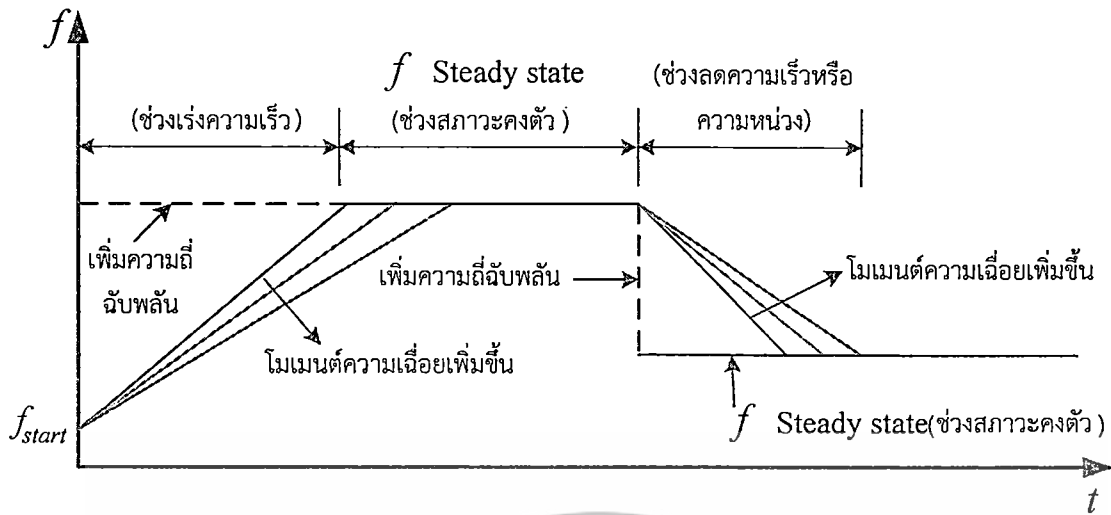 f
f Steady state
(ช่วงลดความเร็วหรือ
(ช่วงเร่งความเร็ว)
(ช่วงสภาวะคงตัว )
ความหน่วง)
เพิ่มความถี่
ฉับพลัน
เพิ่มความถี่ฉับพลัน
โมเมนต์ความเฉื่อยเพิ่มขึ้น
โมเมนต์ความเฉื่อยเพิ่มขึ้น
f start
f Steady state(ช่วงสภาวะคงตัว )
t